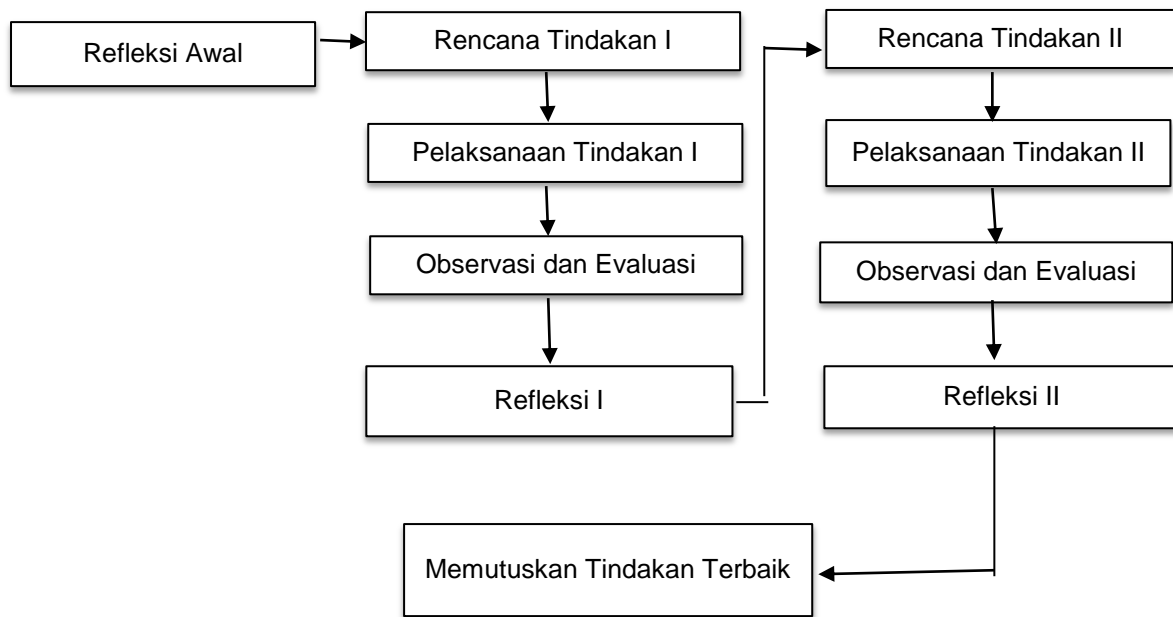 Refleksi Awal
Rencana Tindakan I
Pelaksanaan Tindakan I
Observasi dan Evaluasi
Refleksi I
Rencana Tindakan II
Pelaksanaan Tindakan II
Observasi dan Evaluasi
Refleksi II
Memutuskan Tindakan Terbaik